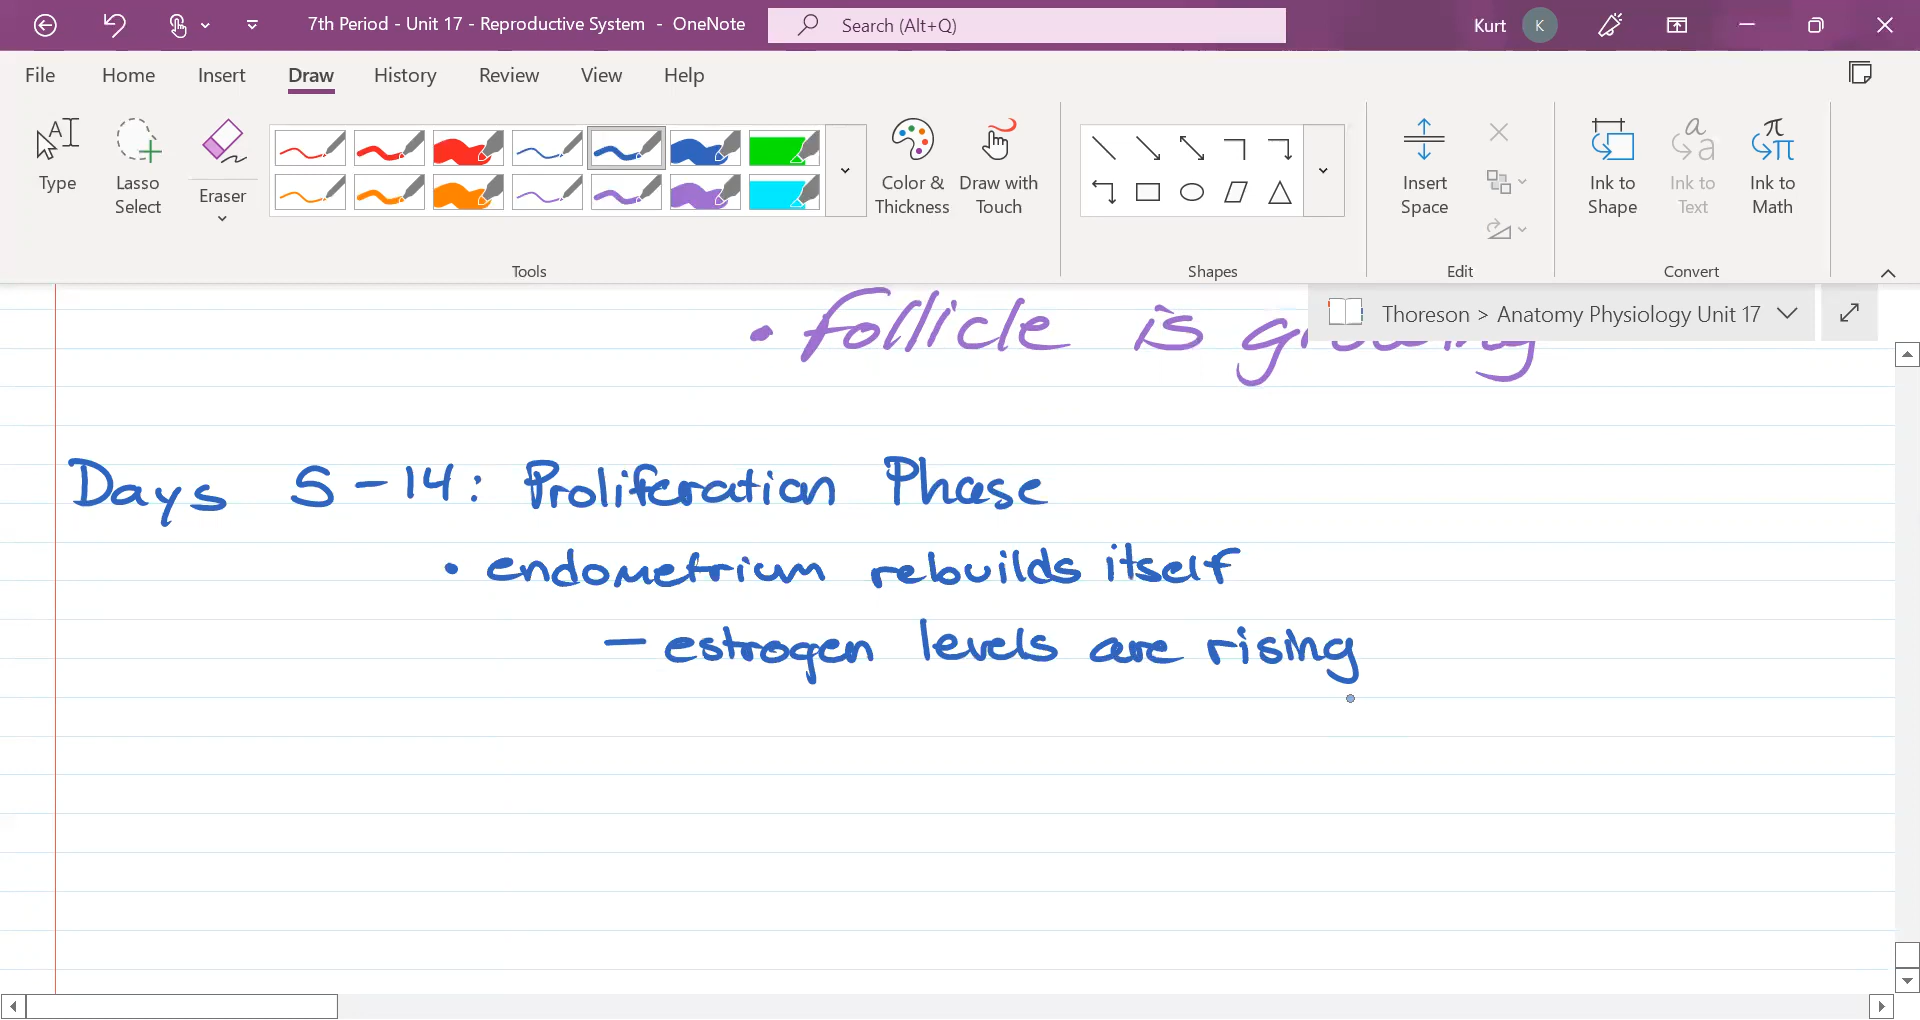 7th Period - Unit 17 - Reproductive System - OneNote
Search (Alt+Q)
Kurt
K
File Home Insert Draw History Review View Help
Type
Lasso Select
Eraser
Color & Thickness
Draw with Touch
Insert Space
Ink to Shape
Ink to Text
Ink to Math
Tools
Shapes
Edit
Convert
Thoreson > Anatomy Physiology Unit 17
• follicle is growing
Days 5-14: Proliferation Phase
• endometrium rebuilds itself
— estrogen levels are rising